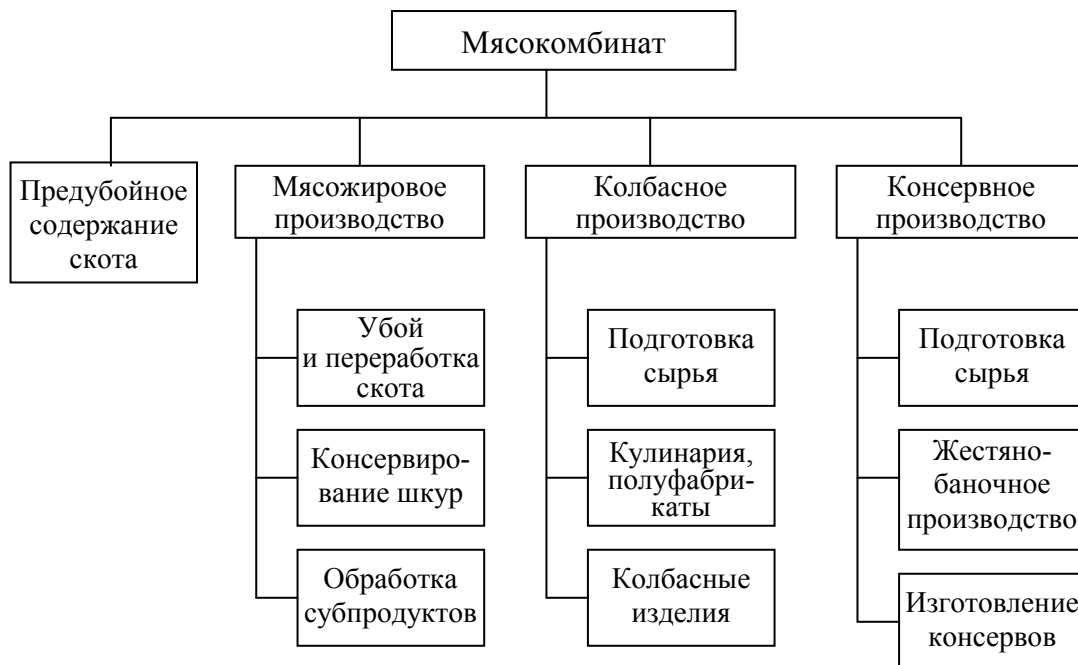 Мясокомбинат
Предубойное
содержание
скота
Мясожировое
производство
Колбасное
производство
Консервное
производство
Убой
и переработка
скота
Консервиро-
вание шкур
Обработка
субпродуктов
Подготовка
сырья
Кулинария,
полуфабри-
каты
Колбасные
изделия
Подготовка
сырья
Жестяно-
баночное
производство
Изготовление
консервов